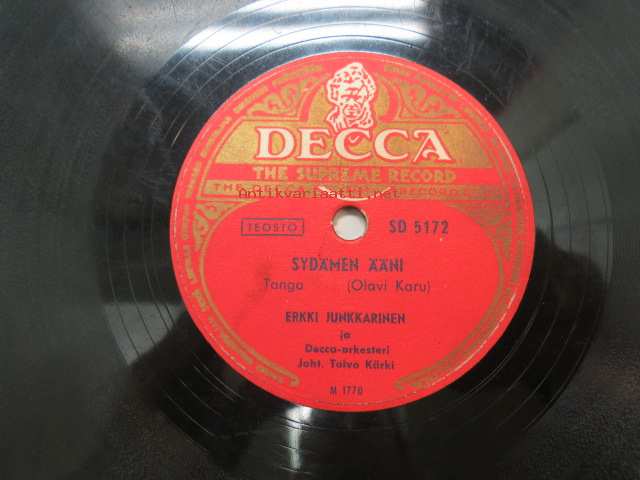 DECCA
THE SUPREME RECORD
antikvariaatti.net
TEOSTO
SD 5172
SYDÄMEN ÄÄNI
Tango (Olavi Karu)
ERKKI JUNKKARINEN
ja
Decca-orkesteri
Joht. Toivo Kärki
M 1770